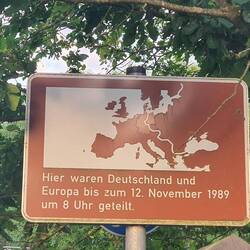 Hier waren Deutschland und
Europa bis zum 12. November 1989
um 8 Uhr geteilt.